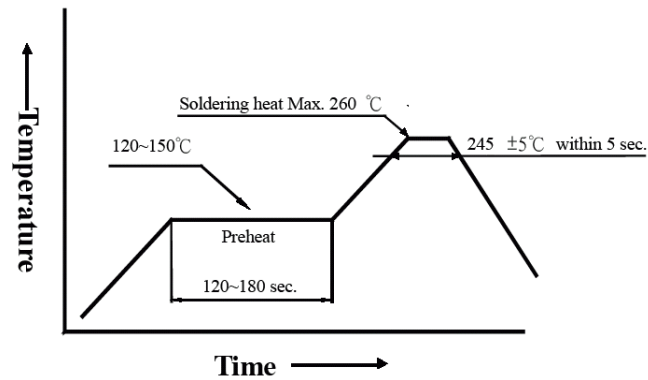 Soldering heat Max. 260 ℃
120~150℃
245 ±5℃ within 5 sec.
Preheat
120~180 sec.
Temperature
Time